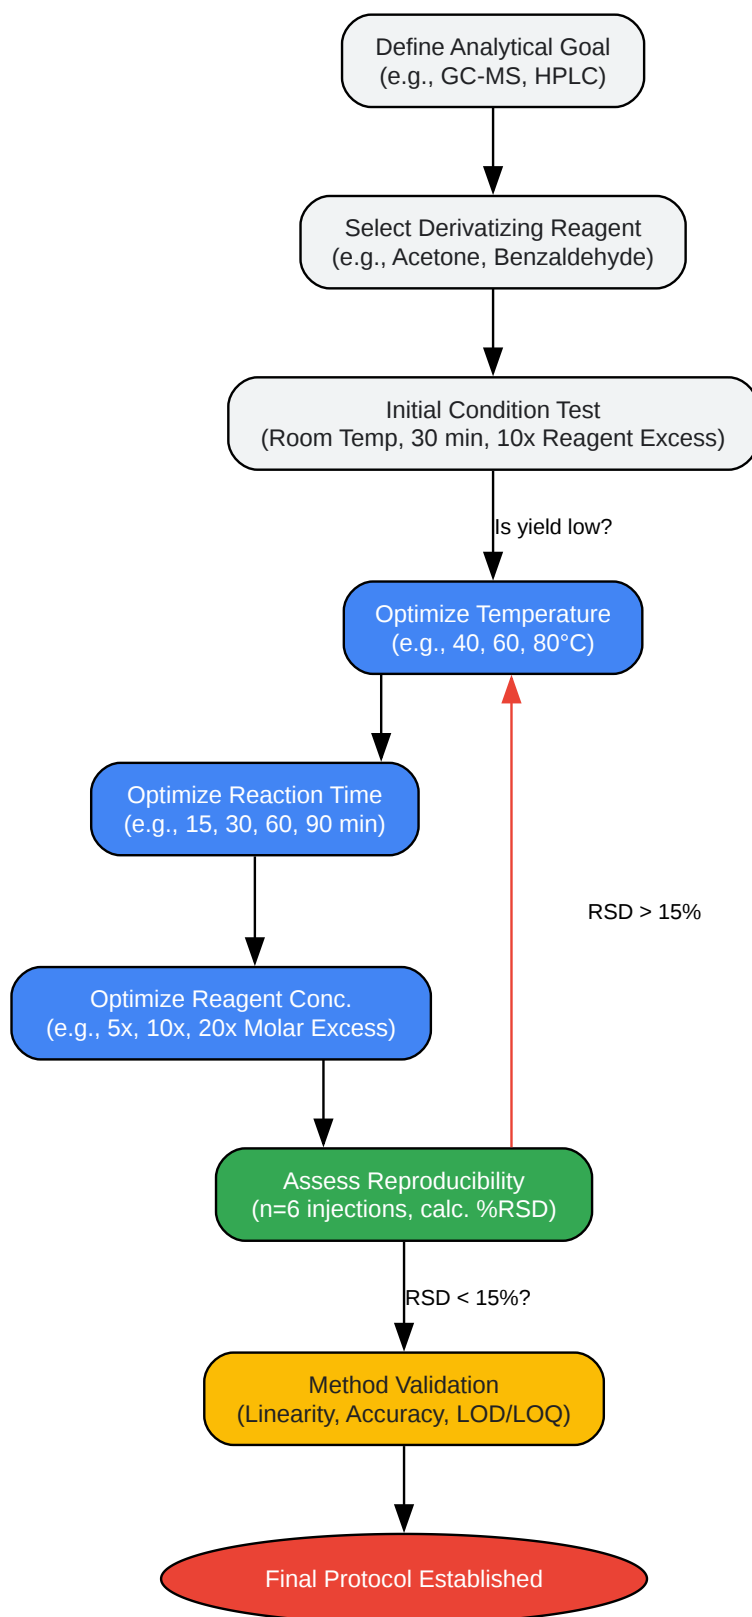 Define Analytical Goal
(e.g., GC-MS, HPLC)
Select Derivatizing Reagent
(e.g., Acetone, Benzaldehyde)
Initial Condition Test
(Room Temp, 30 min, 10x Reagent Excess)
Is yield low?
Optimize Temperature
(e.g., 40, 60, 80°C)
Optimize Reaction Time
(e.g., 15, 30, 60, 90 min)
RSD > 15%
Optimize Reagent Conc.
(e.g., 5x, 10x, 20x Molar Excess)
Assess Reproducibility
(n=6 injections, calc. %RSD)
RSD < 15%?
Method Validation
(Linearity, Accuracy, LOD/LOQ)
Final Protocol Established